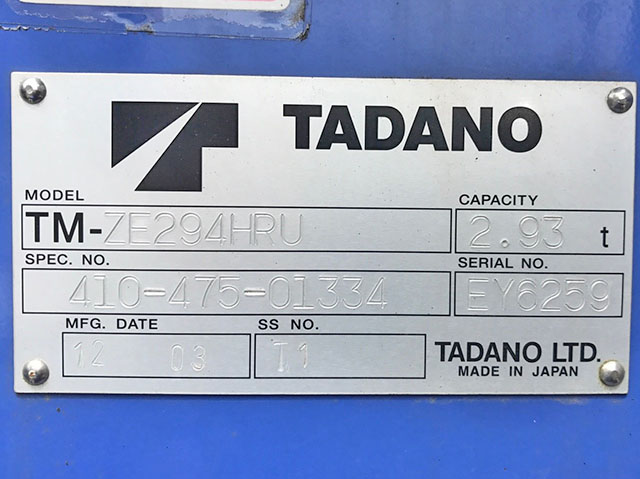 TADANO
MODEL
TM-ZE294HRU
CAPACITY
2.93 t
SPEC. NO.
410-475-01334
SERIAL NO.
EY6259
MFG. DATE
12 03
SS NO.
T1
TADANO LTD.
MADE IN JAPAN